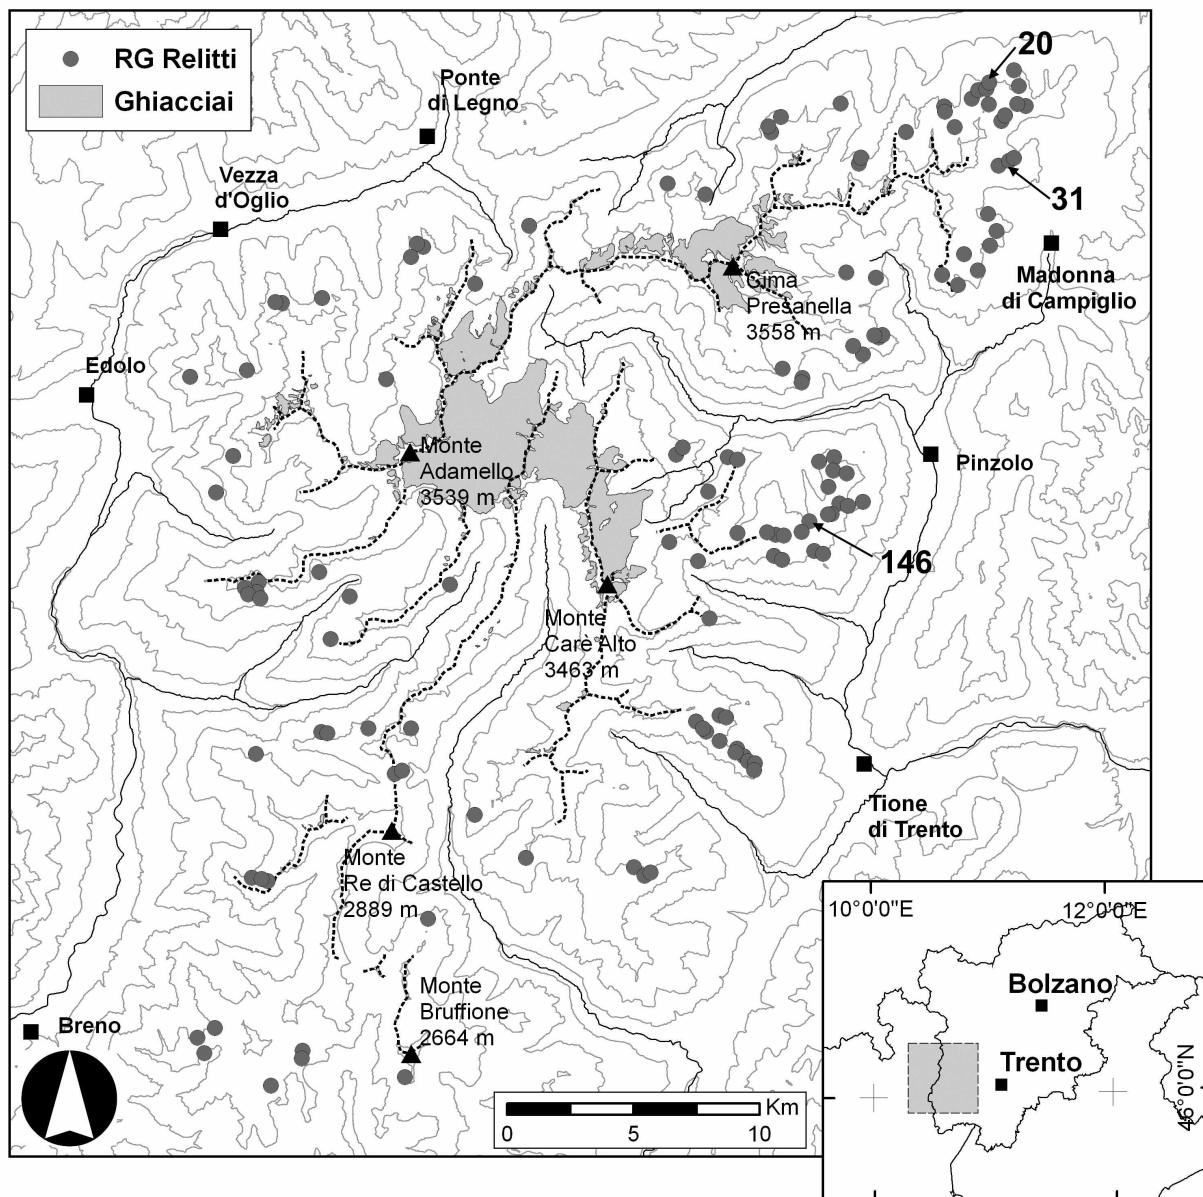 RG Relitti
Ghiacciai
Ponte
di Legno
20
Vezza
d'Oglio
31
Madonna
di Campiglio
Cima
Presanella
3558 m
Edolo
Monte
Adamello
3539 m
Pinzolo
146
Monte
Care Alto
3463 m
Tione
di Trento
Monte
Re di Castello
2889 m
Monte
Bruffione
2664 m
Breno
Km
0
5
10
10°0'0"E
12°0'0"E
Bolzano
Trento
46°0'0"N